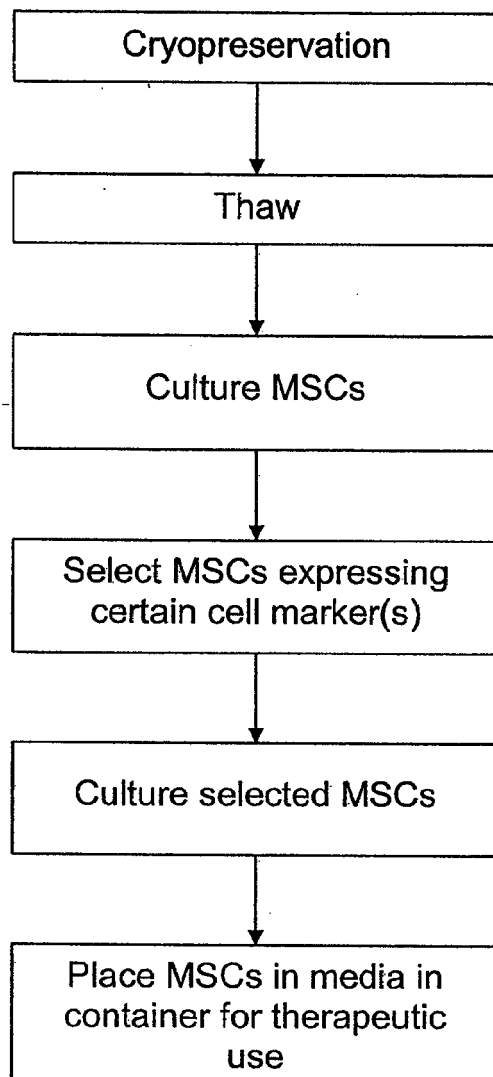 Cryopreservation
Thaw
Culture MSCs
Select MSCs expressing
certain cell marker(s)
Culture selected MSCs
Place MSCs in media in
container for therapeutic
use